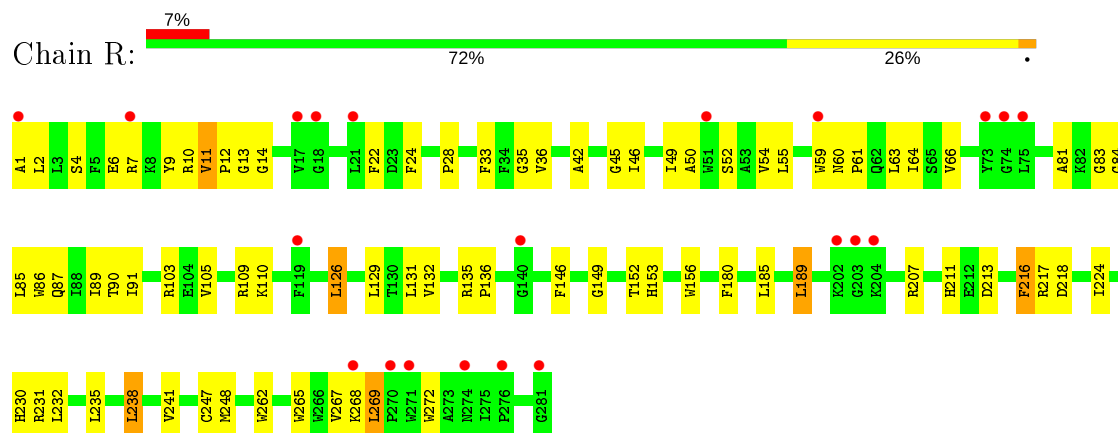 7%
Chain R:
72% 26% •
A1 L2 L3 S4 F5 E6 R7 K8 Y9 R10 V11 P12 G13 G14 V17 G18 L21 F22 D23 F24 P28 F33 F34 G35 V36 A42 G45 I46 I49 A50 W51 S52 A53 V54 L55 W59 N60 P61 Q62 L63 I64 S65 V66 Y73 G74 L75 A81 K82 G83 G84
L85 W86 Q87 I88 I89 T90 I91 R103 E104 V105 R109 K110 F119 L126 L129 T130 L131 V132 R135 P136 G140 F146 G149 T152 H153 W156 F180 L185 L189 K202 G203 K204 R207 H211 E212 D213 F216 R217 D218 I224
H230 R231 L232 L235 L238 V241 C247 M248 W262 W265 W266 V267 K268 L269 P270 W271 W272 A273 N274 I275 P276 G281